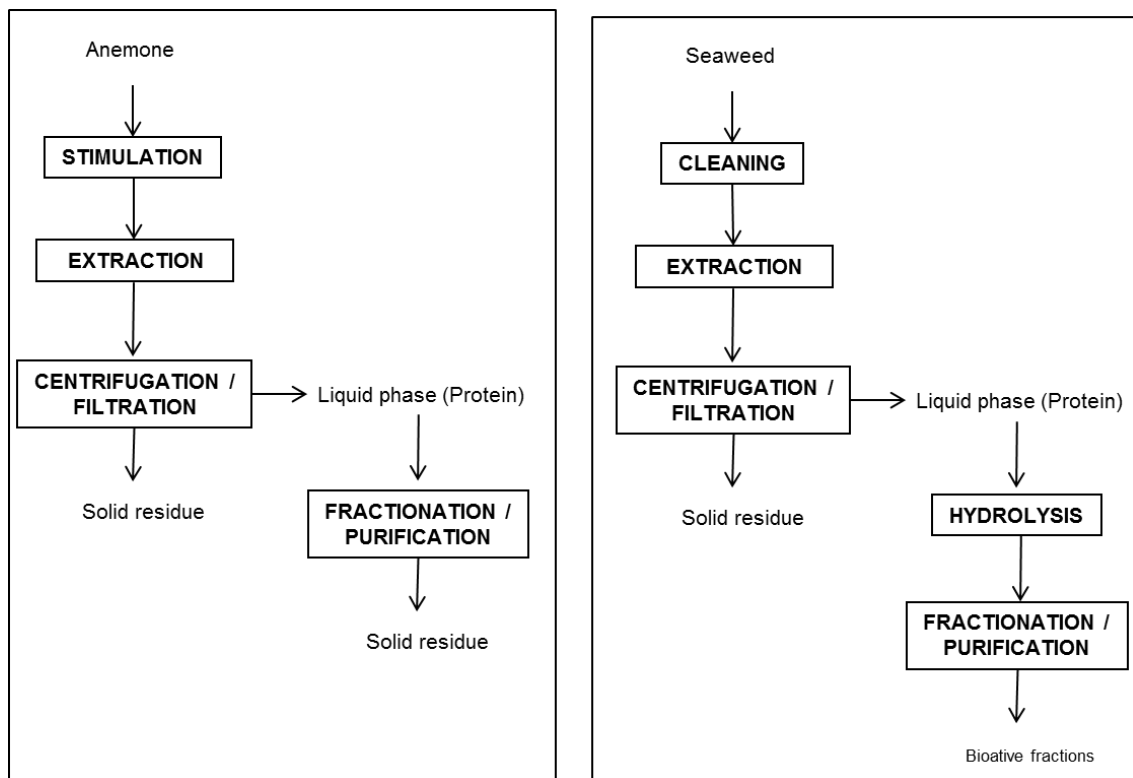 Anemone
STIMULATION
EXTRACTION
CENTRIFUGATION /
FILTRATION
Liquid phase (Protein)
Solid residue
FRACTIONATION /
PURIFICATION
Solid residue
Seaweed
CLEANING
EXTRACTION
CENTRIFUGATION /
FILTRATION
Liquid phase (Protein)
Solid residue
HYDROLYSIS
FRACTIONATION /
PURIFICATION
Bioative fractions